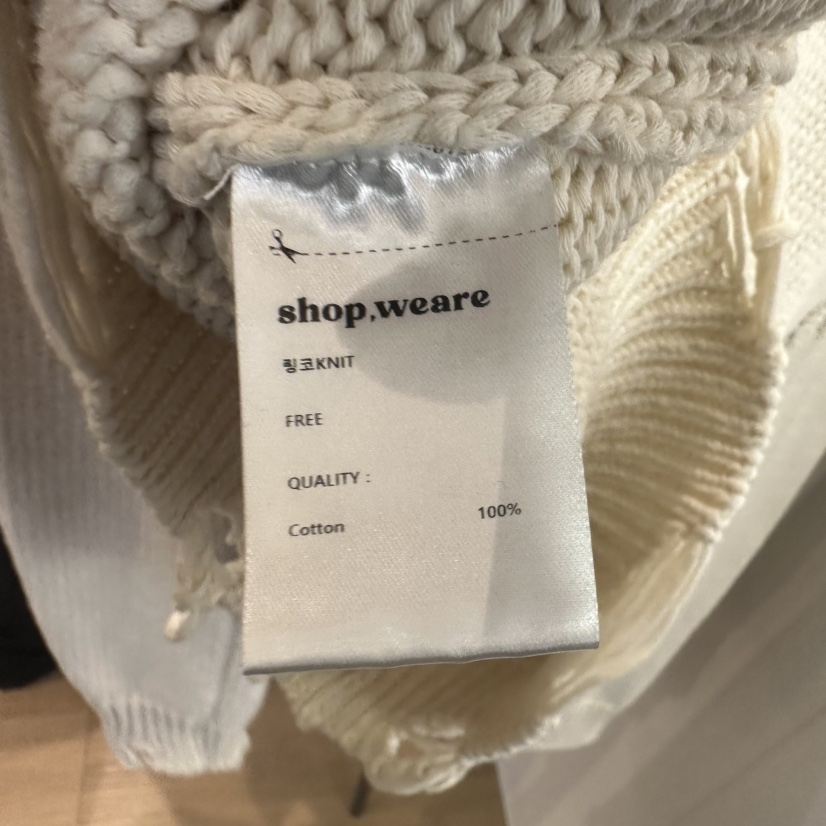 shop,weare
링코KNIT
FREE
QUALITY :
Cotton 100%